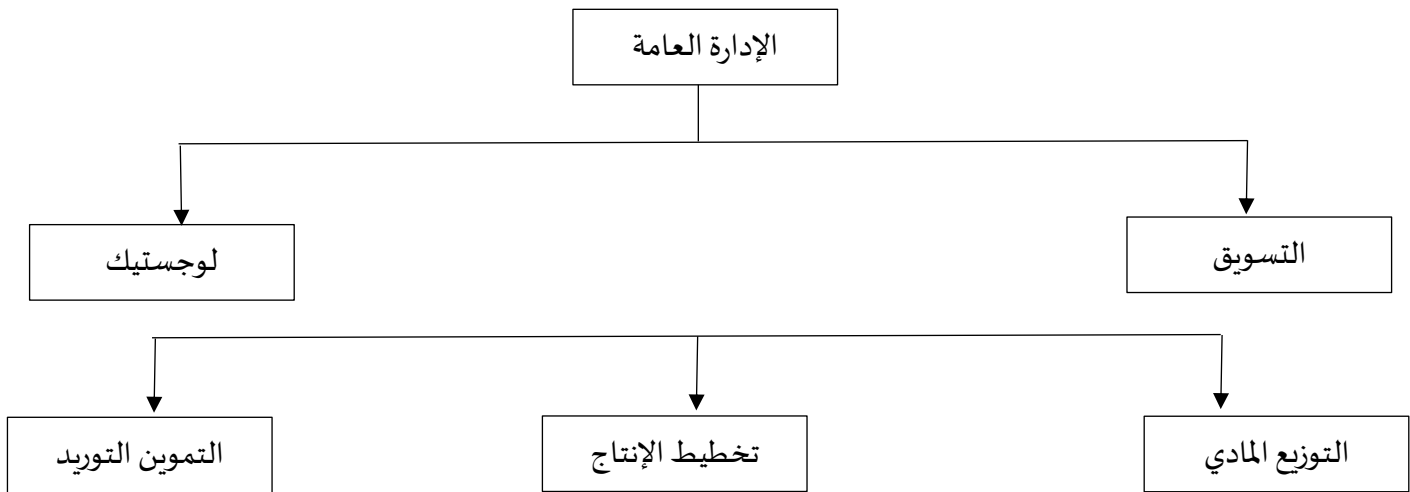 الإدارة العامة
التسويق
لوجستيك
التوزيع المادي
تخطيط الإنتاج
التموين التوريد